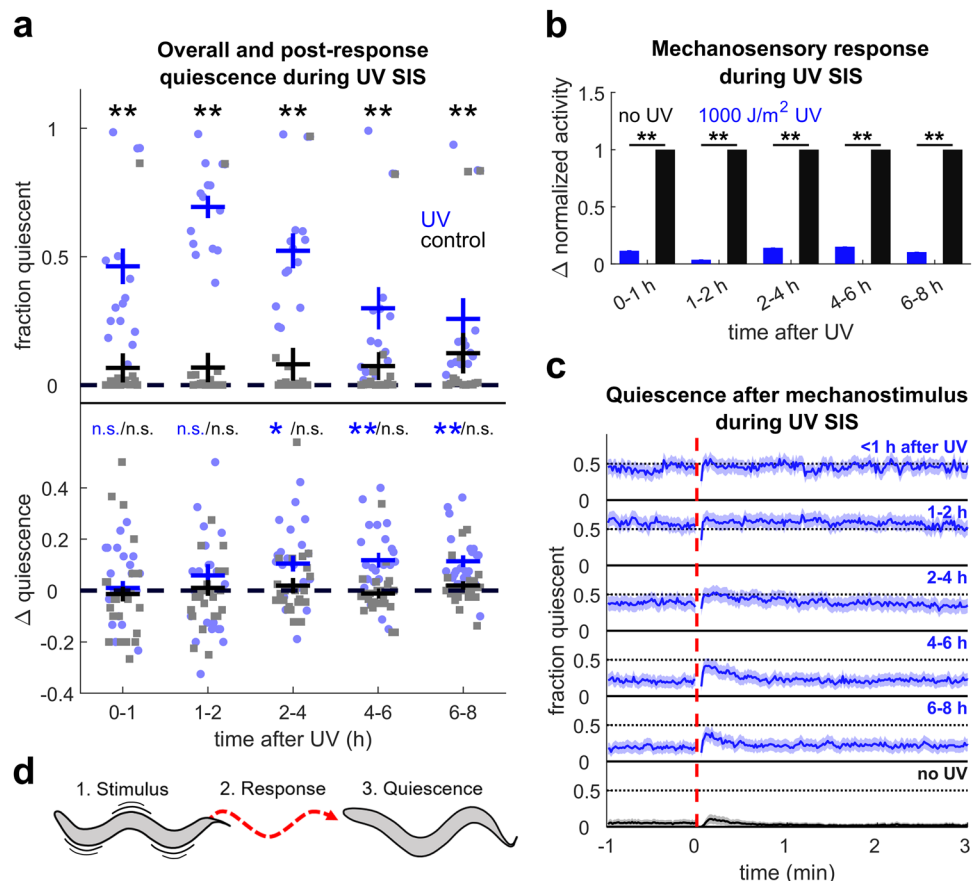 a
Overall and post-response
quiescence during UV SIS
** ** ** ** **
1
0.5
0
fraction quiescent
UV
control
n.s./n.s. n.s./n.s. * /n.s. **/n.s. **/n.s.
0.4
0.2
0
-0.2
-0.4
Δ quiescence
0-1 1-2 2-4 4-6 6-8
time after UV (h)
b
Mechanosensory response
during UV SIS
1.5
1
0.5
0
Δ normalized activity
no UV 1000 J/m² UV
** ** ** ** **
0-1 h 1-2 h 2-4 h 4-6 h 6-8 h
time after UV
c
Quiescence after mechanostimulus
during UV SIS
<1 h after UV
0.5
0
1-2 h
0.5
0
2-4 h
0.5
0
4-6 h
0.5
0
6-8 h
0.5
0
no UV
0.5
0
fraction quiescent
-1 0 1 2 3
time (min)
d
1. Stimulus 2. Response 3. Quiescence